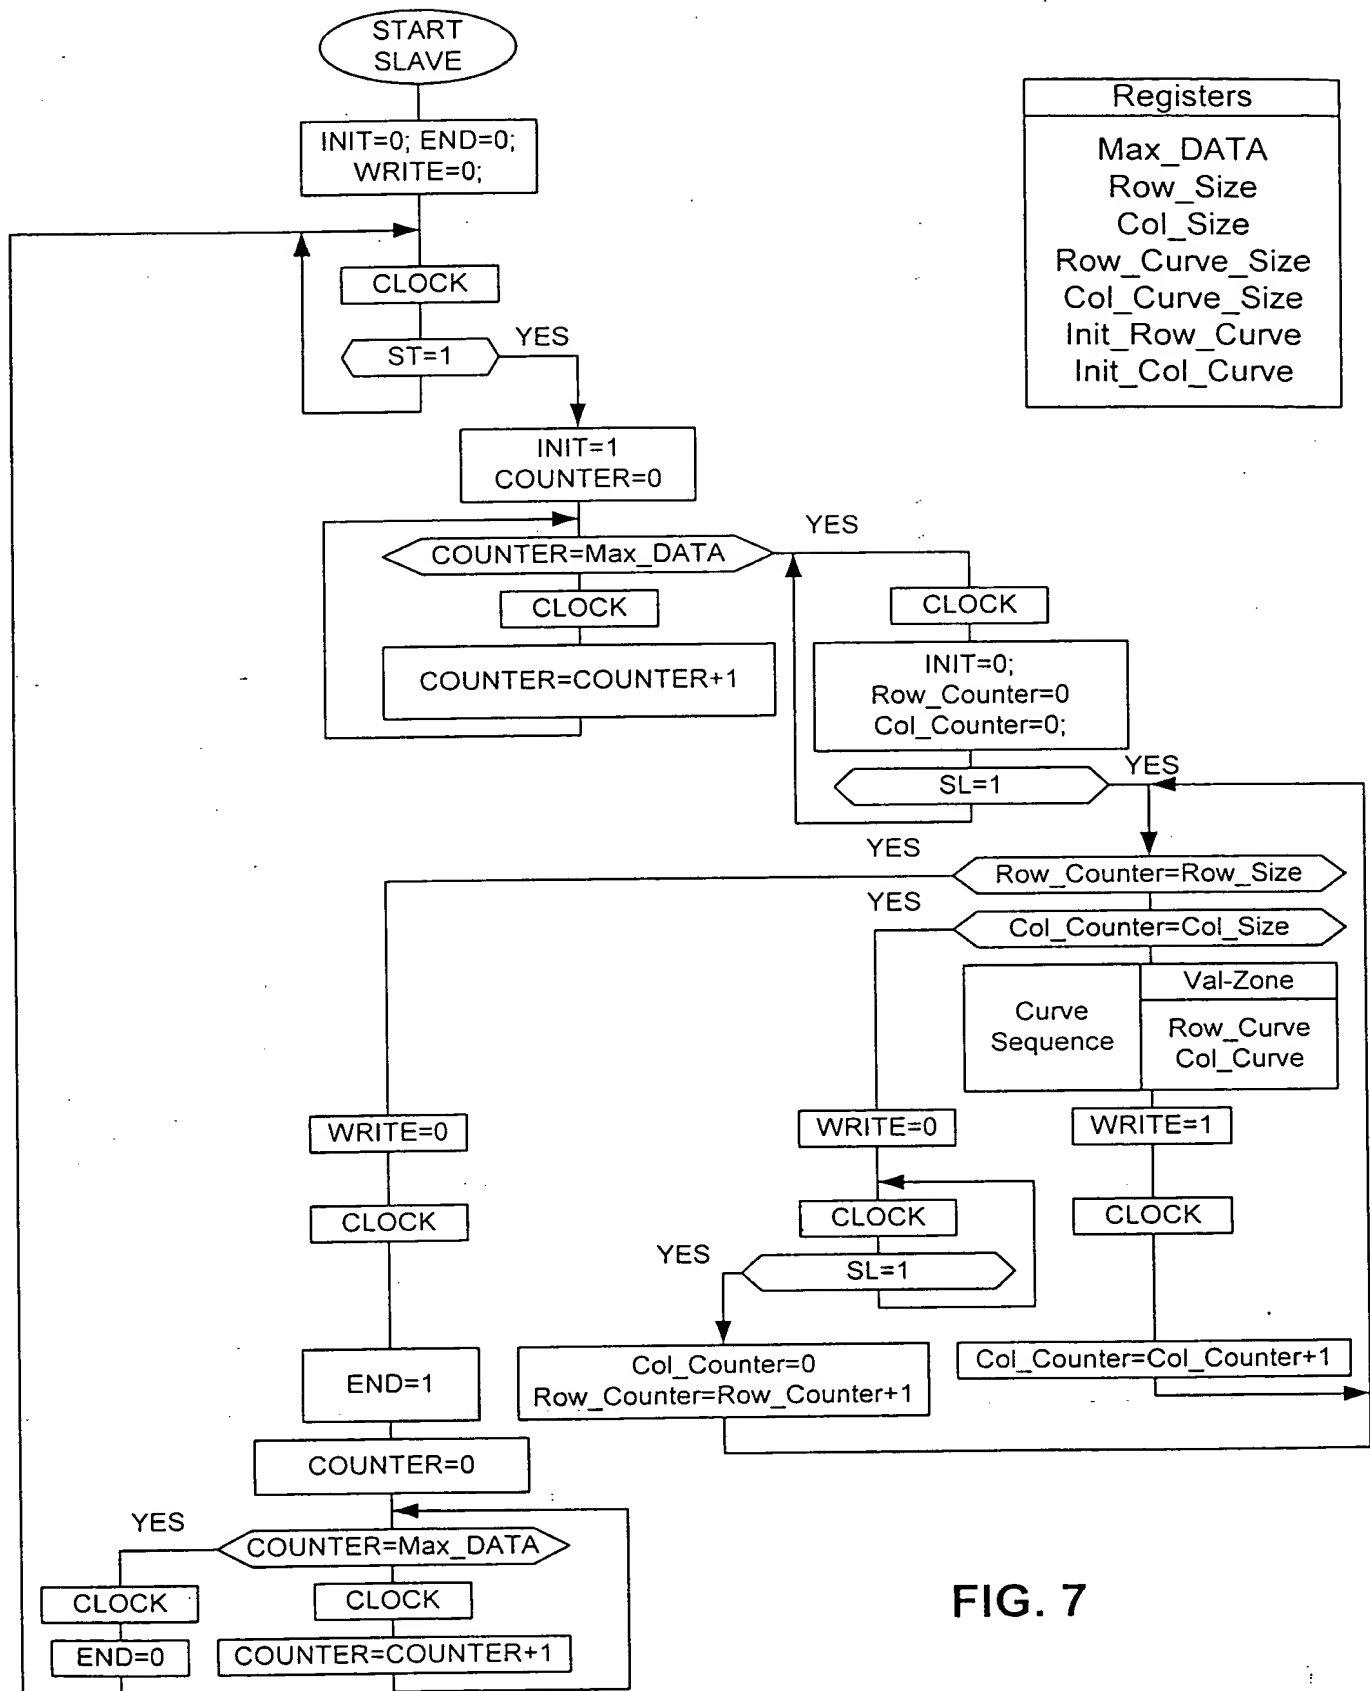 START
SLAVE
INIT=0; END=0;
WRITE=0;
Registers
Max_DATA
Row_Size
Col_Size
Row_Curve_Size
Col_Curve_Size
Init_Row_Curve
Init_Col_Curve
CLOCK
YES
ST=1
INIT=1
COUNTER=0
YES
COUNTER=Max_DATA
CLOCK
CLOCK
COUNTER=COUNTER+1
INIT=0;
Row_Counter=0
Col_Counter=0;
YES
SL=1
YES
Row_Counter=Row_Size
YES
Col_Counter=Col_Size
Curve
Sequence
Val-Zone
Row_Curve
Col_Curve
WRITE=0
WRITE=0
WRITE=1
CLOCK
CLOCK
CLOCK
YES
SL=1
END=1
Col_Counter=0
Row_Counter=Row_Counter+1
Col_Counter=Col_Counter+1
COUNTER=0
YES
COUNTER=Max_DATA
CLOCK
CLOCK
END=0
COUNTER=COUNTER+1
FIG. 7